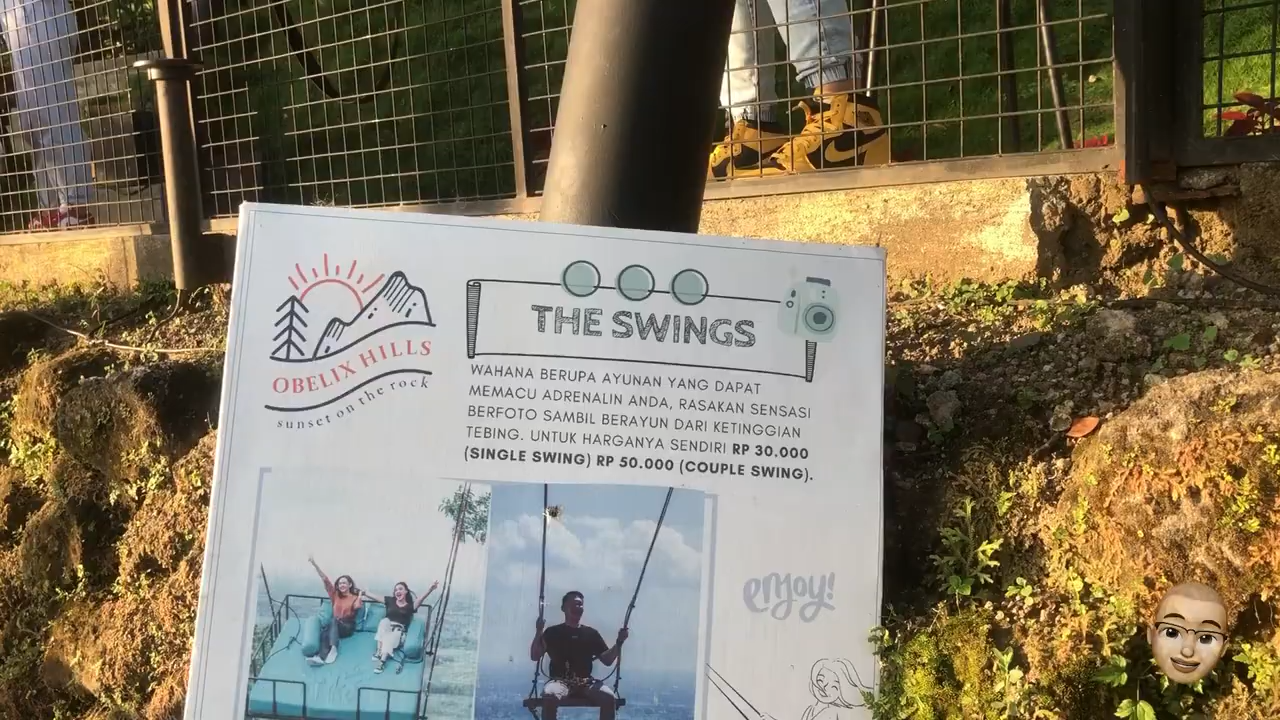 OBELIX HILLS
sunset on the rock
THE SWINGS
WAHANA BERUPA AYUNAN YANG DAPAT
MEMACU ADRENALIN ANDA, RASAKAN SENSASI
BERFOTO SAMBIL BERAYUN DARI KETINGGIAN
TEBING. UNTUK HARGANYA SENDIRI RP 30.000
(SINGLE SWING) RP 50.000 (COUPLE SWING).
enjoy!